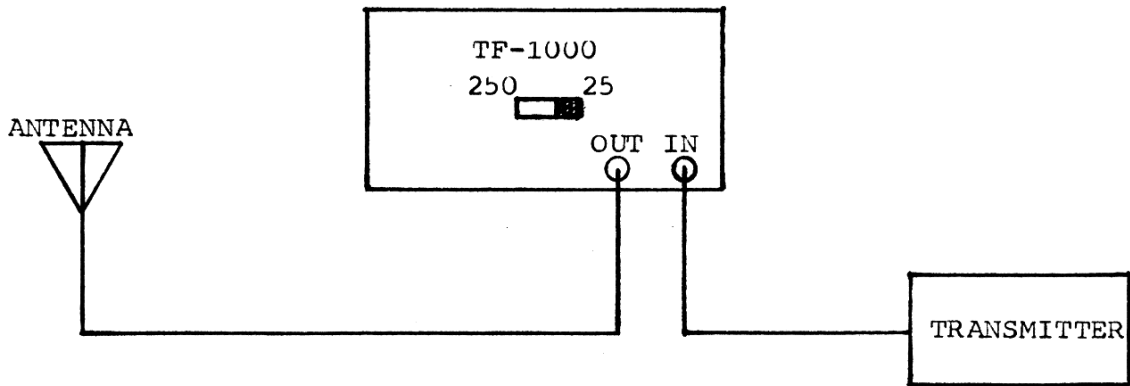 TF-1000
250 25
ANTENNA
OUT IN
TRANSMITTER